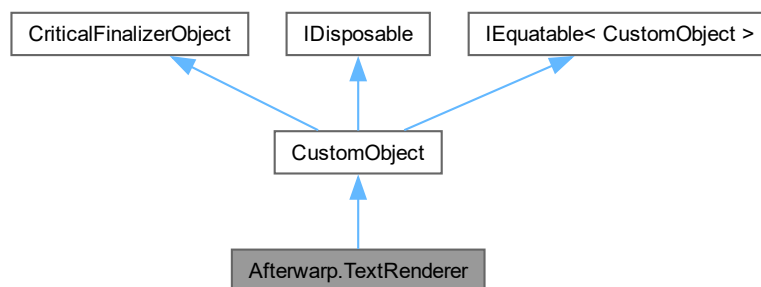 CriticalFinalizerObject
IDisposable
IEquatable< CustomObject >
CustomObject
Afterwarp.TextRenderer